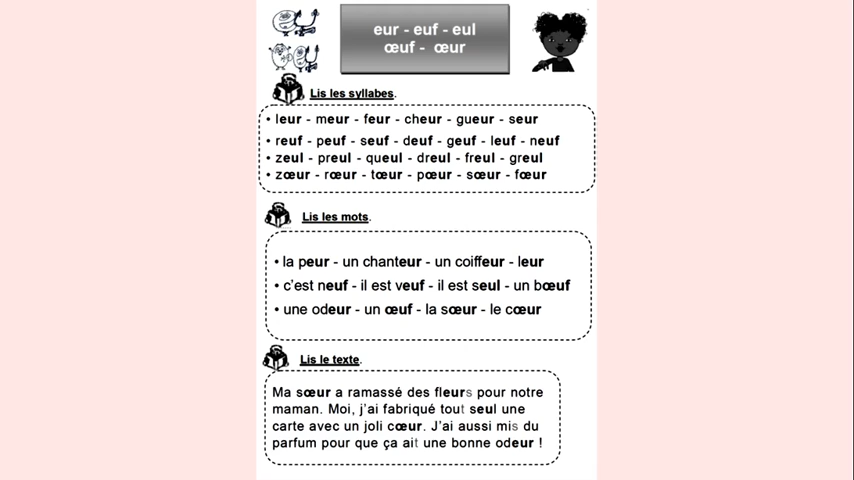 eur - euf - eul
œuf - œur
Lis les syllabes.
• leur - meur - feur - cheur - gueur - seur
• reuf - peuf - seuf - deuf - geuf - leuf - neuf
• zeul - preul - queul - dreul - freul - greul
• zœur - rœur - tœur - pœur - sœur - fœur
Lis les mots.
• la peur - un chanteur - un coiffeur - leur
• c’est neuf - il est veuf - il est seul - un bœuf
• une odeur - un œuf - la sœur - le cœur
Lis le texte.
Ma sœur a ramassé des fleurs pour notre
maman. Moi, j’ai fabriqué tout seul une
carte avec un joli cœur. J’ai aussi mis du
parfum pour que ça ait une bonne odeur !